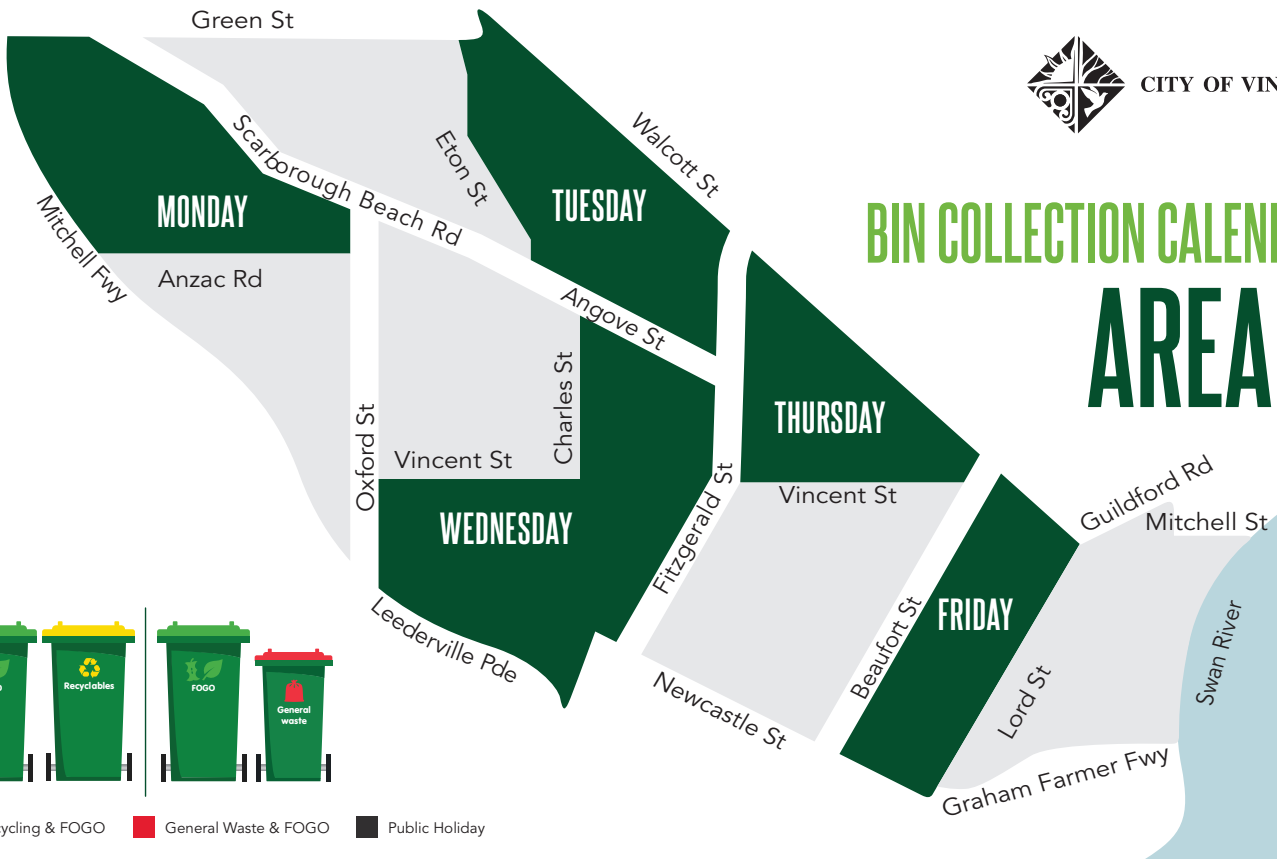 Green St
CITY OF VIN
Walcott St
Scarborough Beach Rd
Eton St
MONDAY
TUESDAY
BIN COLLECTION CALEN
AREA
Mitchell Fwy
Anzac Rd
Angove St
Charles St
THURSDAY
Oxford St
Vincent St
Vincent St
Fitzgerald St
Guildford Rd
Mitchell St
WEDNESDAY
FRIDAY
Leederville Pde
Beaufort St
Swan River
Lord St
Newcastle St
Graham Farmer Fwy
Recyclables
FOGO
General
waste
ycling & FOGO
General Waste & FOGO
Public Holiday